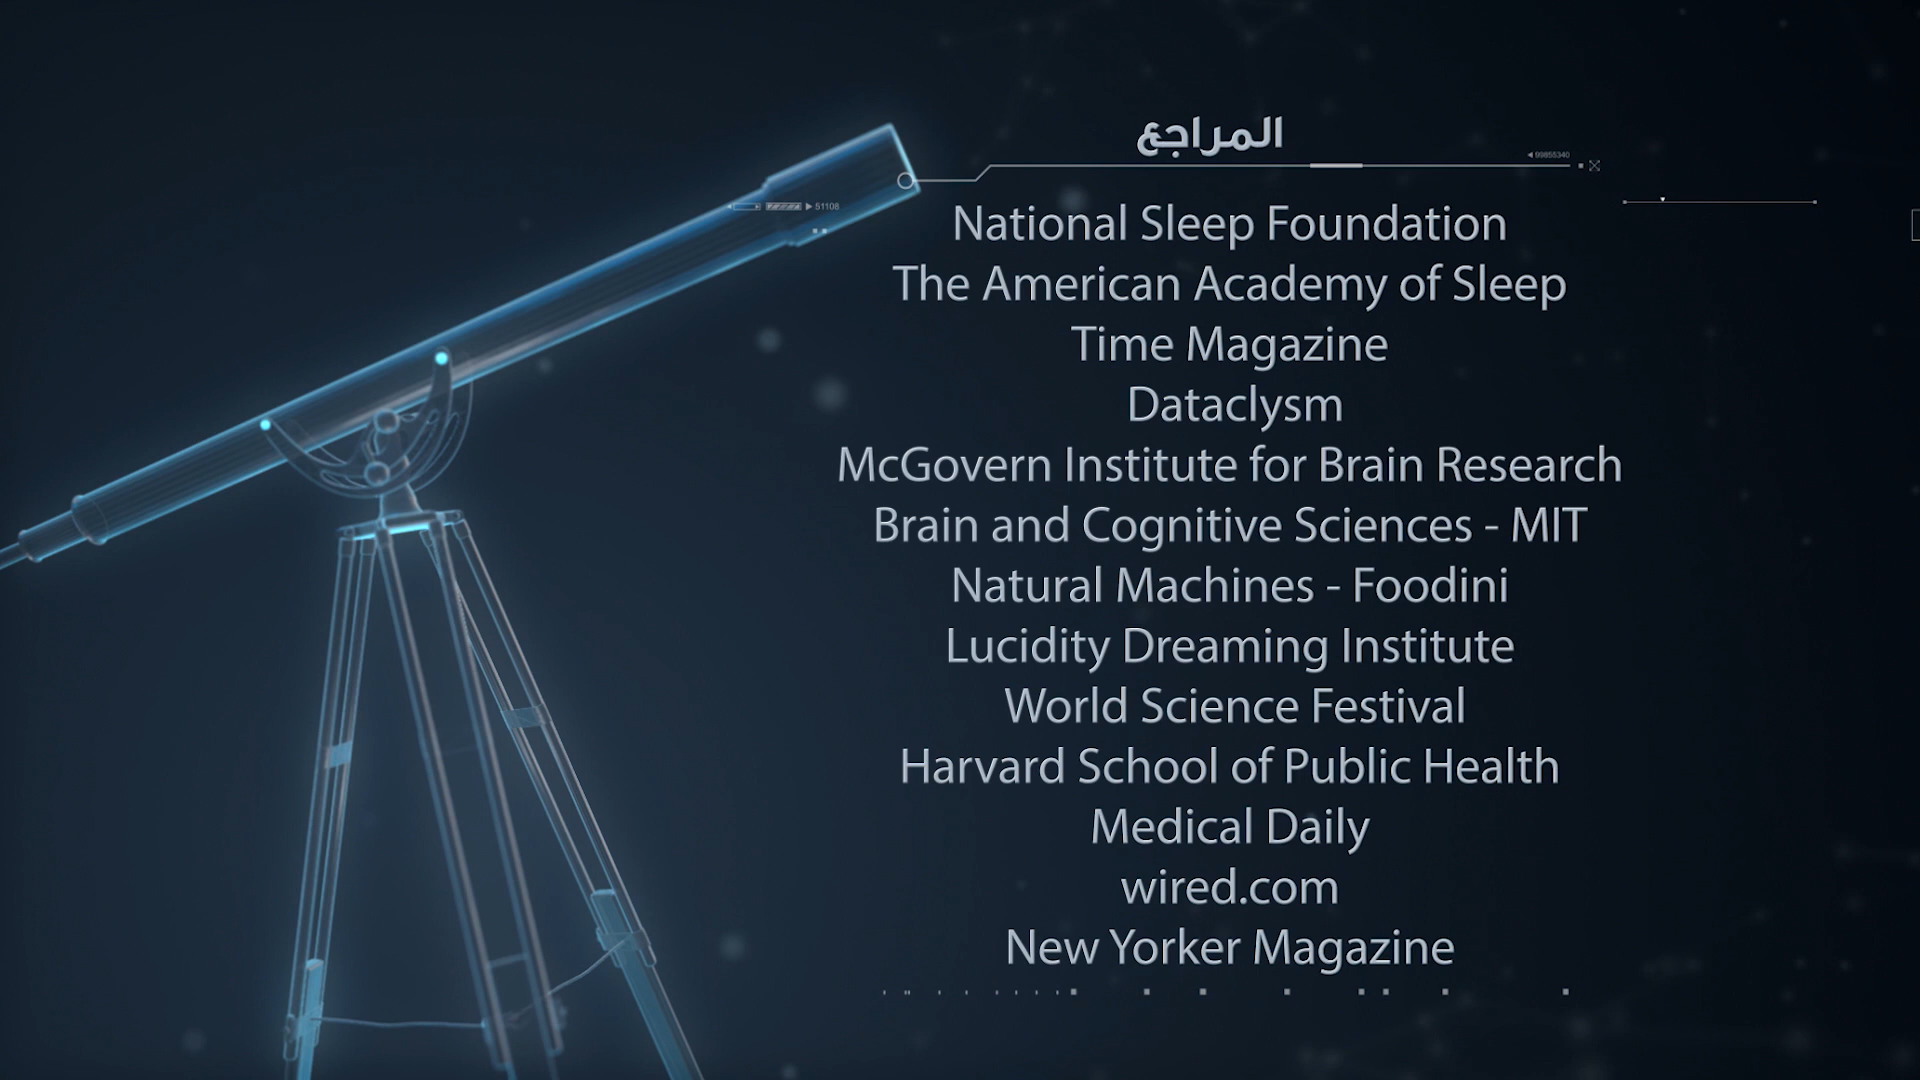 المراجع
99855340
51108
National Sleep Foundation
The American Academy of Sleep
Time Magazine
Dataclysm
McGovern Institute for Brain Research
Brain and Cognitive Sciences - MIT
Natural Machines - Foodini
Lucidity Dreaming Institute
World Science Festival
Harvard School of Public Health
Medical Daily
wired.com
New Yorker Magazine